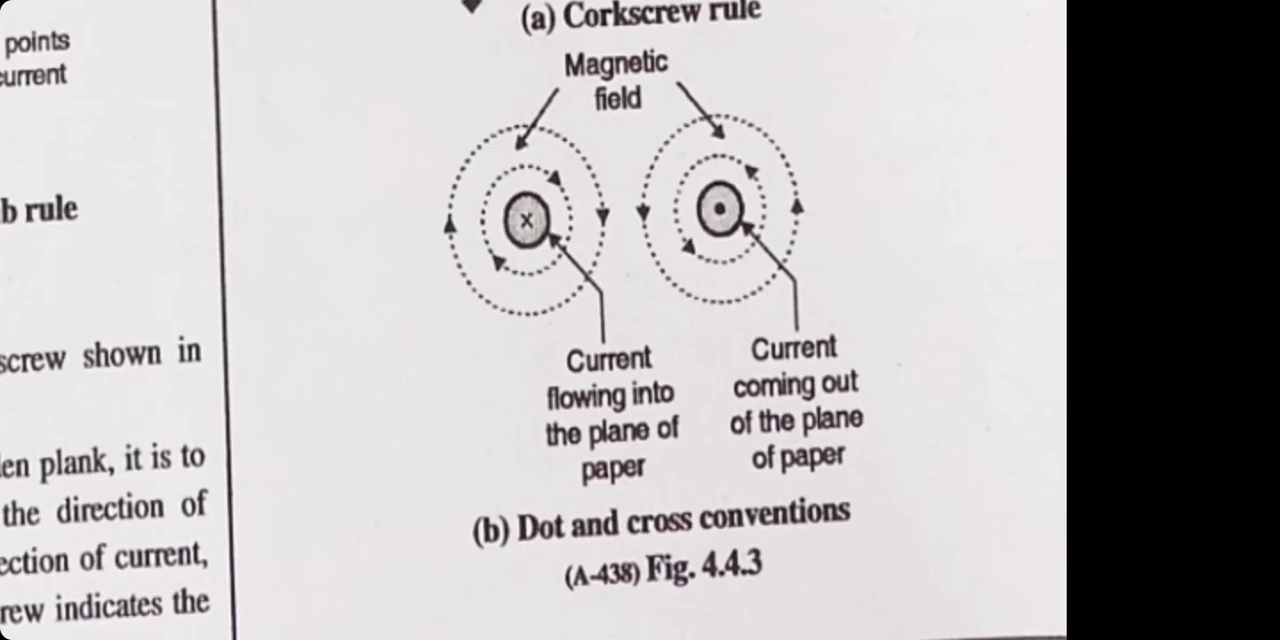 points
current
b rule
screw shown in
en plank, it is to
the direction of
ection of current,
rew indicates the
(a) Corkscrew rule
Magnetic
field
x
Current
flowing into
the plane of
paper
Current
coming out
of the plane
of paper
(b) Dot and cross conventions
(A-438) Fig. 4.4.3